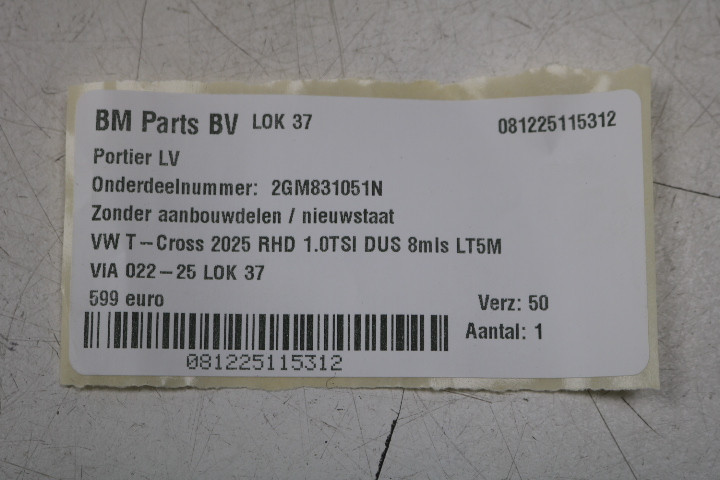 BM Parts BV LOK 37 081225115312
Portier LV
Onderdeelnummer: 2GM831051N
Zonder aanbouwdelen / nieuwstaat
VW T-Cross 2025 RHD 1.0TSI DUS 8mls LT5M
VIA 022-25 LOK 37
599 euro Verz: 50
Aantal: 1
081225115312